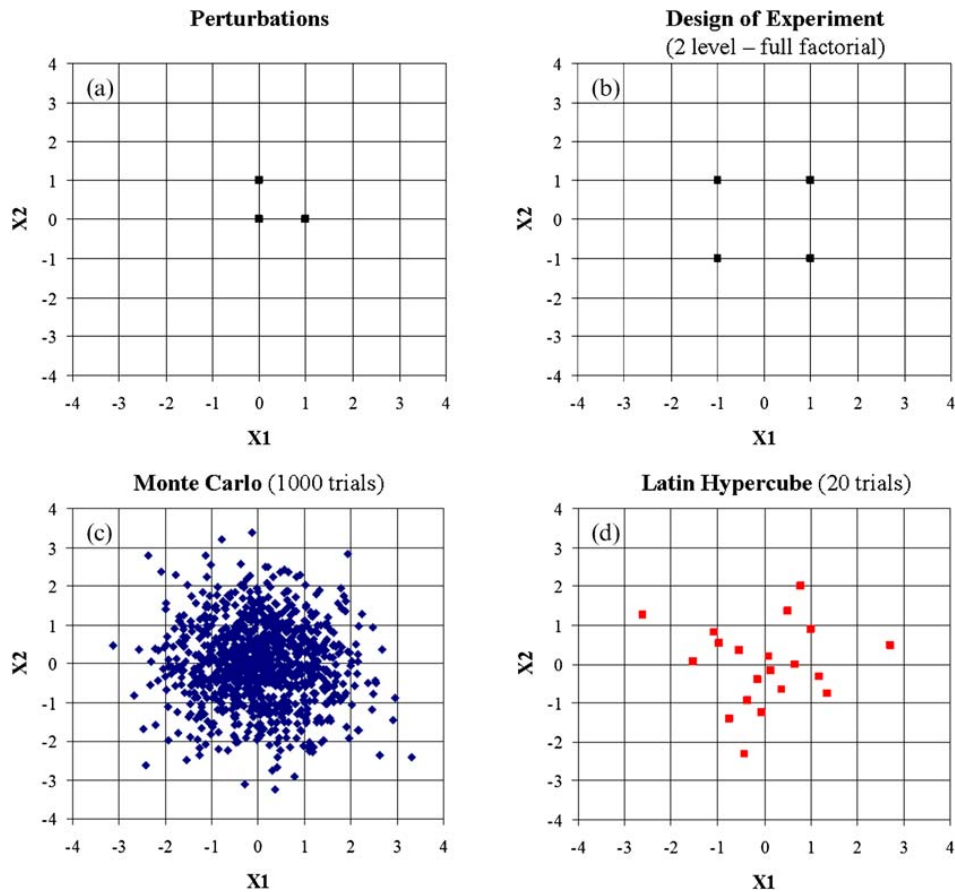 Perturbations
(a)
4
3
2
1
0
-1
-2
-3
-4
X2
-4 -3 -2 -1 0 1 2 3 4
X1
Design of Experiment
(2 level – full factorial)
(b)
4
3
2
1
0
-1
-2
-3
-4
X2
-4 -3 -2 -1 0 1 2 3 4
X1
Monte Carlo (1000 trials)
(c)
4
3
2
1
0
-1
-2
-3
-4
X2
-4 -3 -2 -1 0 1 2 3 4
X1
Latin Hypercube (20 trials)
(d)
4
3
2
1
0
-1
-2
-3
-4
X2
-4 -3 -2 -1 0 1 2 3 4
X1